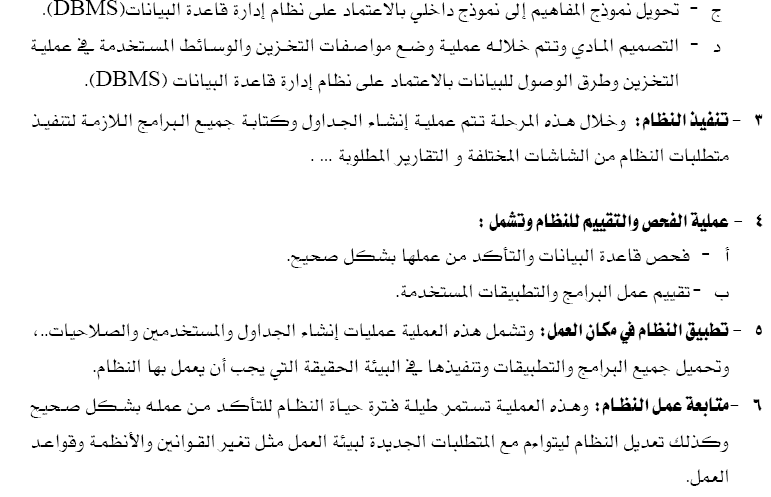 ج - تحويل نموذج المفاهيم إلى نموذج داخلي بالاعتماد على نظام إدارة قاعدة البيانات(DBMS).
د - التصميم المادي وتتم خلاله عملية وضع مواصفات التخزين والوسائط المستخدمة في عملية
التخزين وطرق الوصول للبيانات بالاعتماد على نظام إدارة قاعدة البيانات (DBMS).
٣ - تنفيذ النظام: وخلال هذه المرحلة تتم عملية إنشاء الجداول وكتابة جميع البرامج اللازمة لتنفيذ
متطلبات النظام من الشاشات المختلفة و التقارير المطلوبة ... .
٤ - عملية الفحص والتقييم للنظام وتشمل :
أ - فحص قاعدة البيانات والتأكد من عملها بشكل صحيح.
ب -تقييم عمل البرامج والتطبيقات المستخدمة.
٥ - تطبيق النظام في مكان العمل: وتشمل هذه العملية عمليات إنشاء الجداول والمستخدمين والصلاحيات..،
وتحميل جميع البرامج والتطبيقات وتنفيذها في البيئة الحقيقة التي يجب أن يعمل بها النظام.
٦ -متابعة عمل النظام: وهذه العملية تستمر طيلة فترة حياة النظام للتأكد من عمله بشكل صحيح
وكذلك تعديل النظام ليتواءم مع المتطلبات الجديدة لبيئة العمل مثل تغير القوانين والأنظمة وقواعد
العمل.